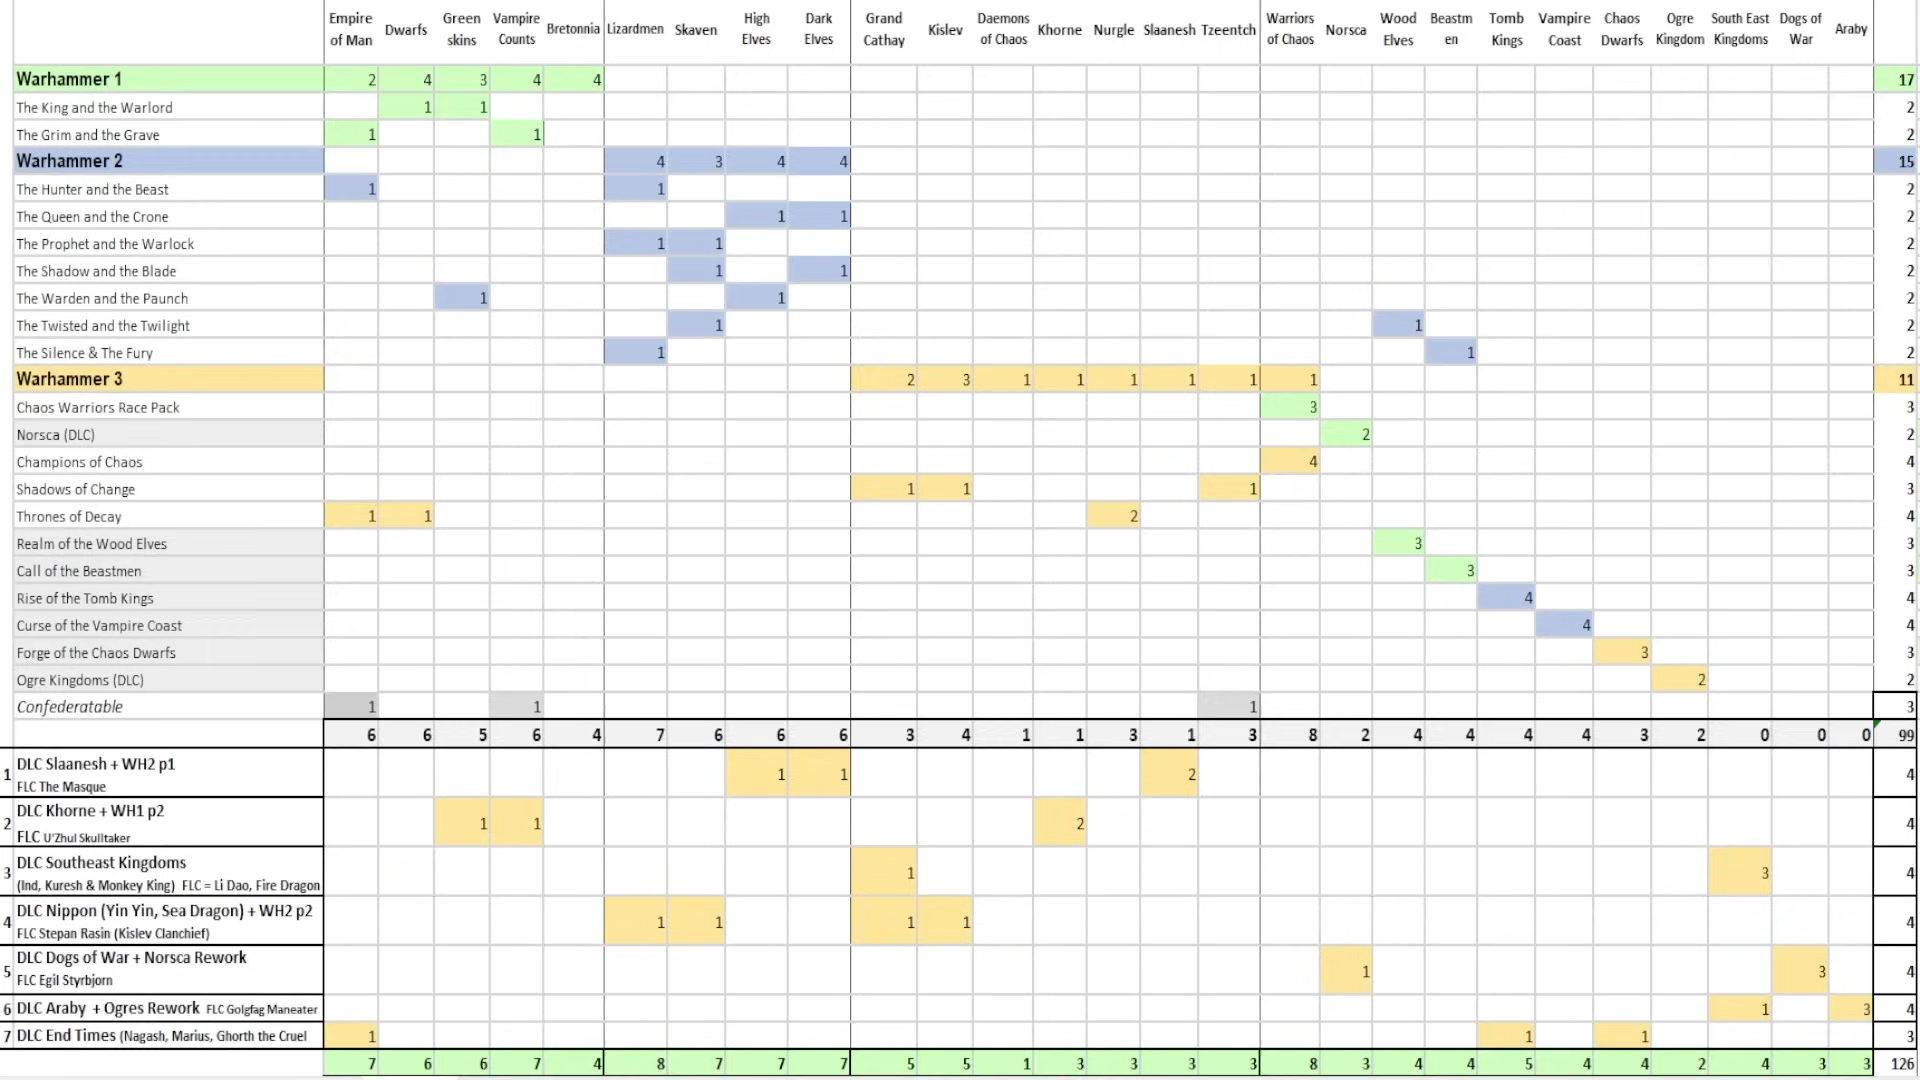 Empire of Man Dwarfs Green skins Vampire Counts Bretonnia Lizardmen Skaven High Elves Dark Elves Grand Cathay Kislev Daemons of Chaos Khorne Nurgle Slaanesh Tzeentch Warriors of Chaos Norsca Wood Elves Beastm en Tomb Kings Vampire Coast Chaos Dwarfs Ogre Kingdom South East Kingdoms Dogs of War Araby
Warhammer 1 2 4 3 4 4 17
The King and the Warlord 1 1 2
The Grim and the Grave 1 1 2
Warhammer 2 4 3 4 4 15
The Hunter and the Beast 1 1 2
The Queen and the Crone 1 1 2
The Prophet and the Warlock 1 1 2
The Shadow and the Blade 1 1 2
The Warden and the Paunch 1 1 2
The Twisted and the Twilight 1 1 2
The Silence & The Fury 1 1 2
Warhammer 3 2 3 1 1 1 1 1 1 11
Chaos Warriors Race Pack 3 3
Norsca (DLC) 2 2
Champions of Chaos 4 4
Shadows of Change 1 1 1 3
Thrones of Decay 1 1 2 4
Realm of the Wood Elves 3 3
Call of the Beastmen 3 3
Rise of the Tomb Kings 4 4
Curse of the Vampire Coast 4 4
Forge of the Chaos Dwarfs 3 3
Ogre Kingdoms (DLC) 2 2
Confederatable 1 1 1 3
6 6 5 6 4 7 6 6 6 3 4 1 1 3 1 3 8 2 4 4 4 4 3 2 0 0 0 99
1 DLC Slaanesh + WH2 p1 1 1 2 4
FLC The Masque
2 DLC Khorne + WH1 p2 1 1 2 4
FLC U'Zhul Skulltaker
3 DLC Southeast Kingdoms 1 3 4
(Ind, Kuresh & Monkey King) FLC = Li Dao, Fire Dragon
4 DLC Nippon (Yin Yin, Sea Dragon) + WH2 p2 1 1 1 1 4
FLC Stepan Rasin (Kislev Clanchief)
5 DLC Dogs of War + Norsca Rework 1 3 4
FLC Egil Styrbjorn
6 DLC Araby + Ogres Rework FLC Golgfag Maneater 1 3 4
7 DLC End Times (Nagash, Marius, Ghorth the Cruel 1 1 1 3
7 6 6 7 4 8 7 7 7 5 5 1 3 3 3 3 8 3 4 4 5 4 4 2 4 3 3 126